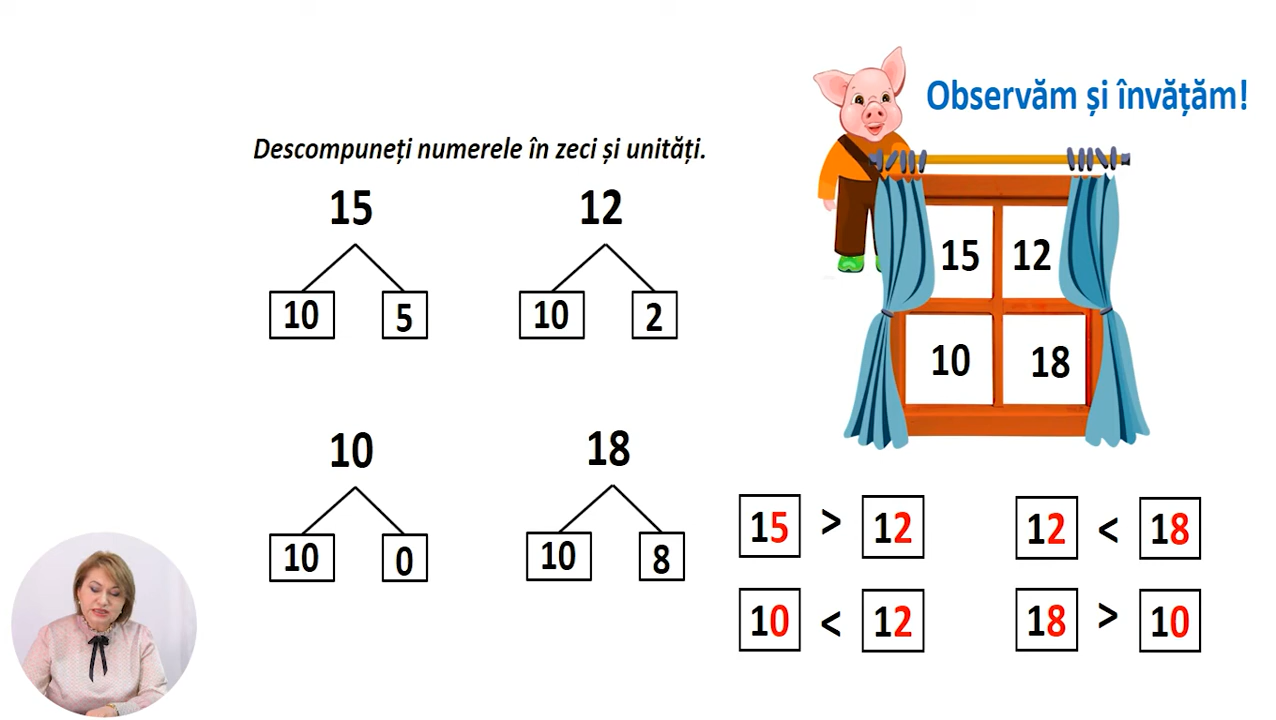 Observăm și învățăm!
Descompuneți numerele în zeci și unități.
15 12
10 5 10 2
10 18
10 0 10 8
15 12
10 18
15 > 12 12 < 18
10 < 12 18 > 10